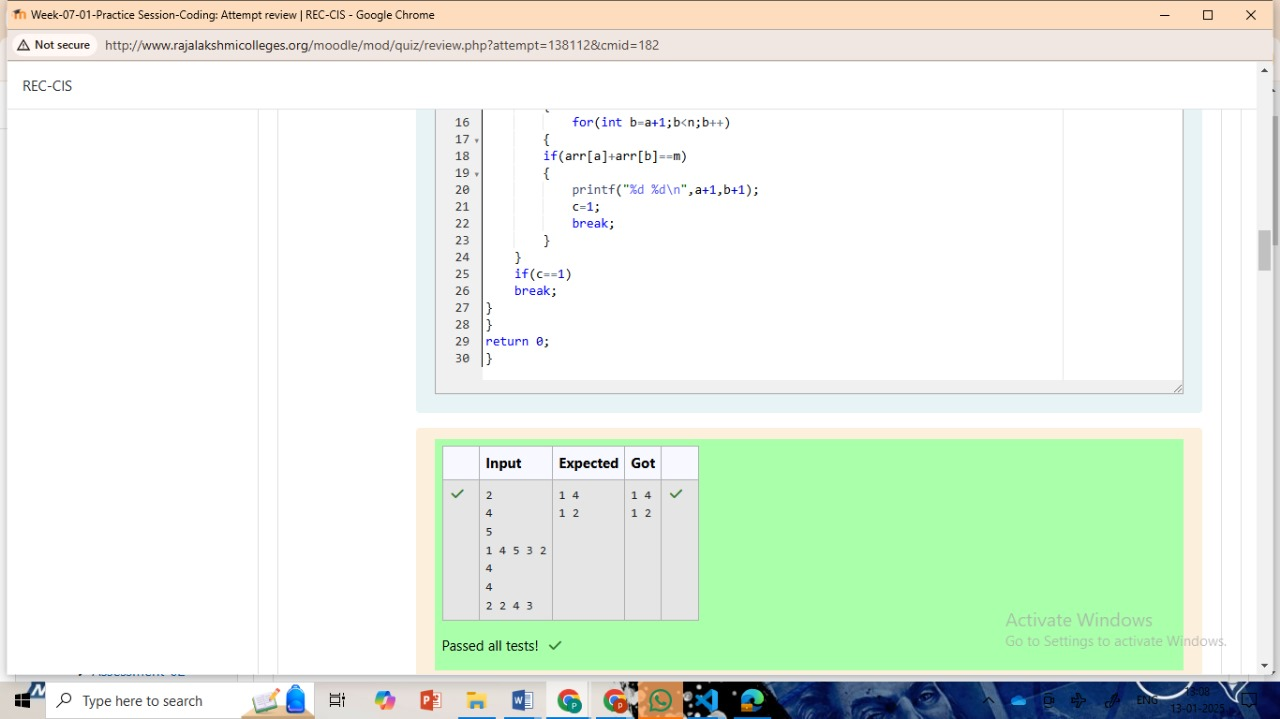 Week-07-01-Practice Session-Coding: Attempt review | REC-CIS - Google Chrome
Not secure http://www.rajalakshmicolleges.org/moodle/mod/quiz/review.php?attempt=138112&cmid=182
REC-CIS
16 for(int b=a+1;b<n;b++)
17 {
18 if(arr[a]+arr[b]==m)
19 {
20 printf("%d %d\n",a+1,b+1);
21 c=1;
22 break;
23 }
24 }
25 if(c==1)
26 break;
27 }
28 }
29 return 0;
30 }
Input Expected Got
2 1 4 1 4
4 1 2 1 2
5
1 4 5 3 2
4
4
2 2 4 3
Passed all tests!
Activate Windows
Go to Settings to activate Windows.
Type here to search
ENG
13:08
13-01-2025